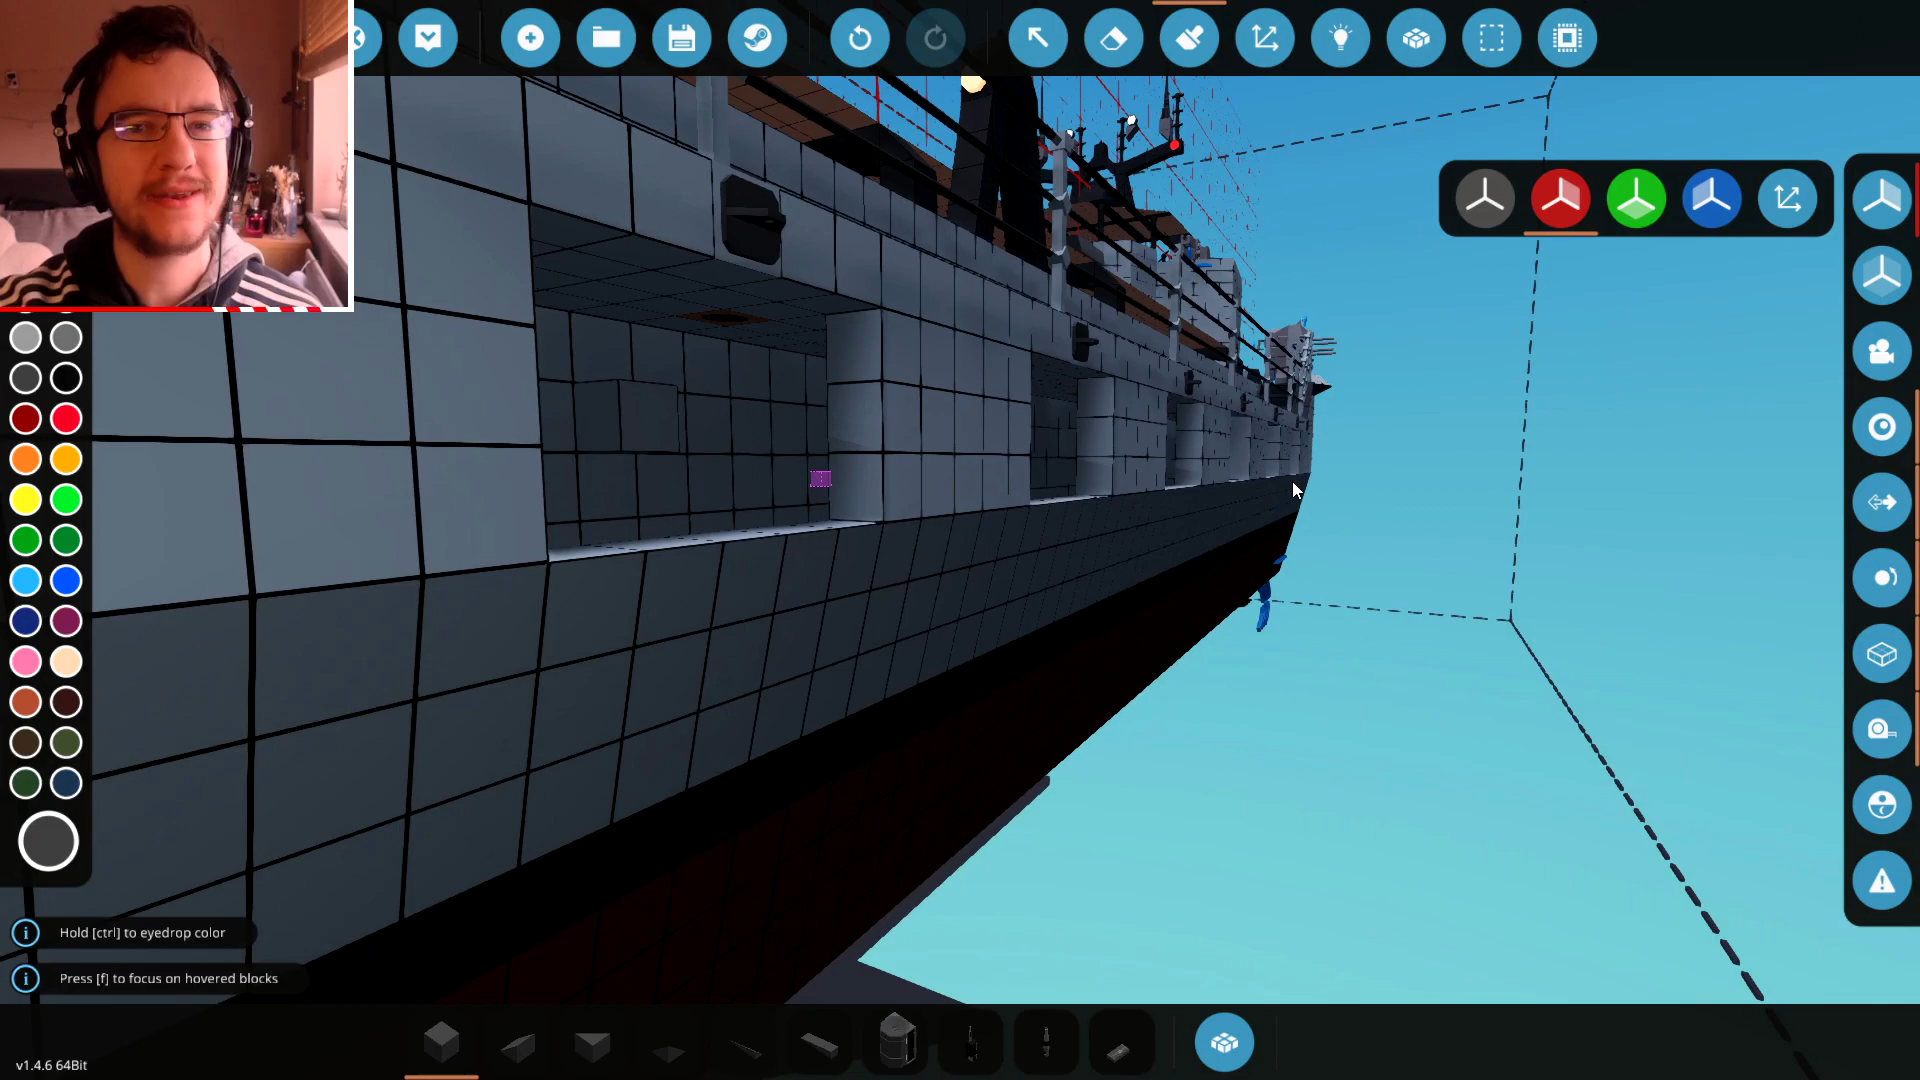 Hold [ctrl] to eyedrop color
Press [f] to focus on hovered blocks
v1.4.6 64Bit